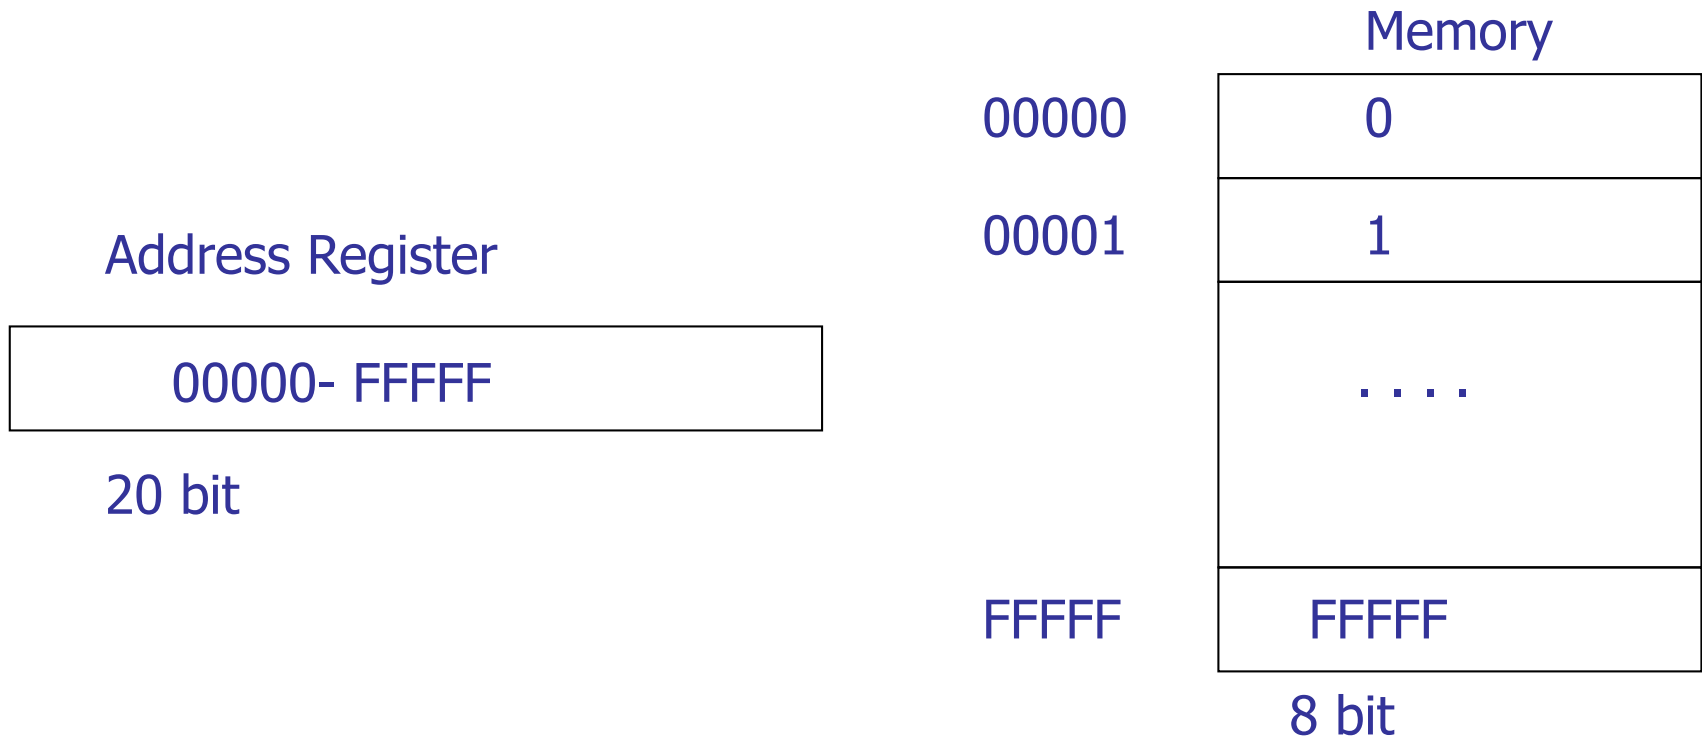 Memory
00000 0
00001 1
Address Register
00000- FFFFF
. . . .
20 bit
FFFFF FFFFF
8 bit